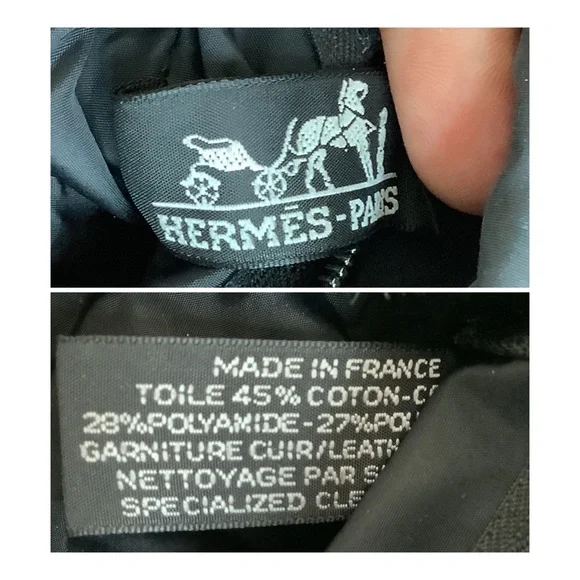 HERMÈS-PARIS
MADE IN FRANCE
TOILE 45% COTON-C
28%POLYAMIDE-27%PO
GARNITURE CUIR/LEATH
NETTOYAGE PAR S
SPECIALIZED CLE